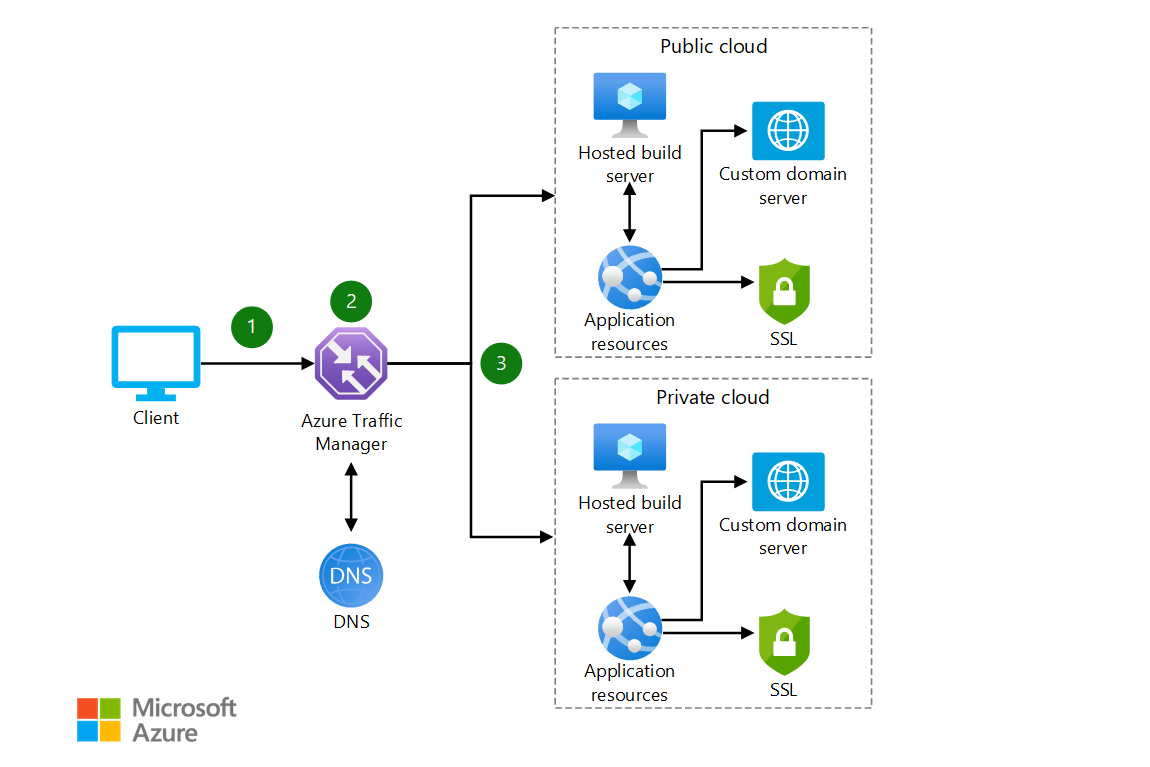 Public cloud
Hosted build
server
Custom domain
server
Application
resources
SSL
1
2
3
Client
Azure Traffic
Manager
DNS
DNS
Private cloud
Hosted build
server
Custom domain
server
Application
resources
SSL
Microsoft
Azure